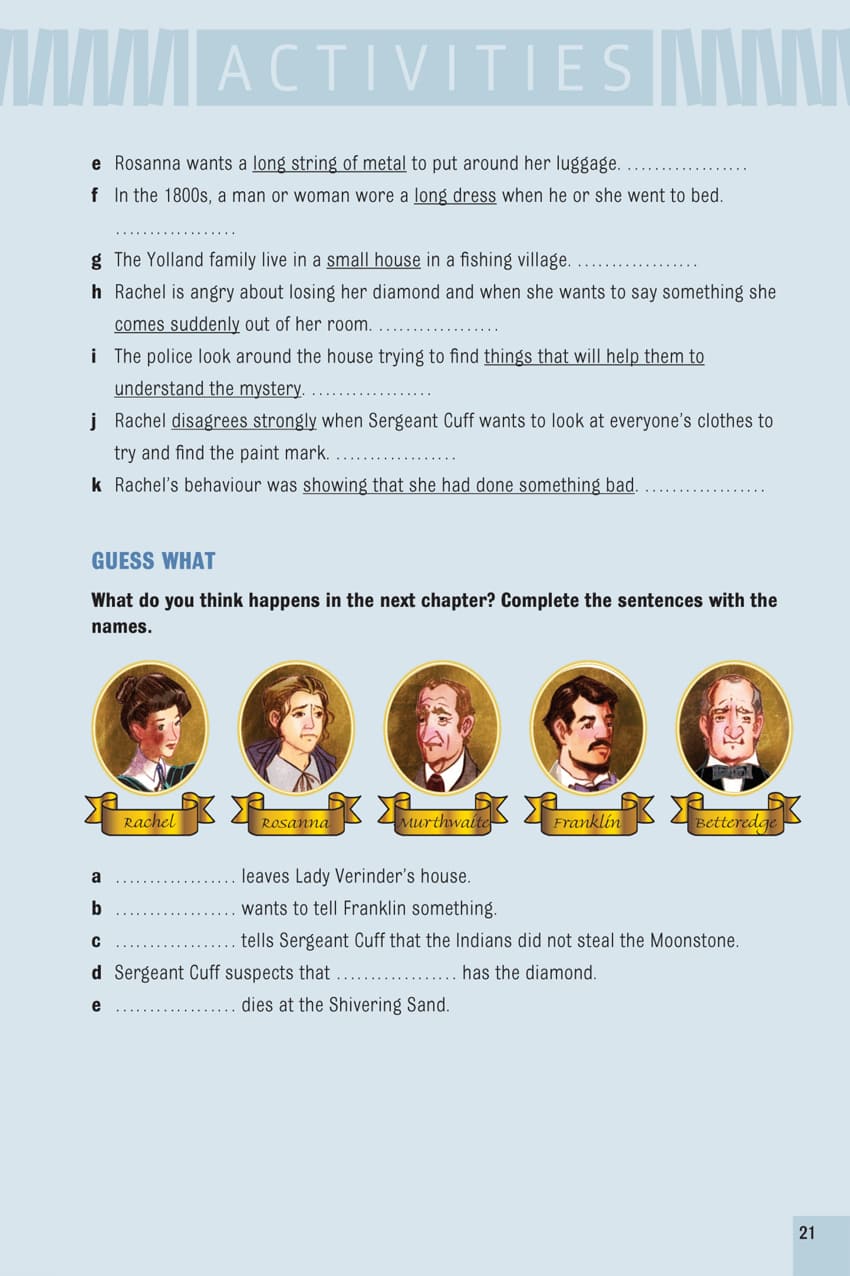 ACTIVITIES
e Rosanna wants a long string of metal to put around her luggage. ..................
f In the 1800s, a man or woman wore a long dress when he or she went to bed.
..................
g The Yolland family live in a small house in a fishing village. ..................
h Rachel is angry about losing her diamond and when she wants to say something she
comes suddenly out of her room. ..................
i The police look around the house trying to find things that will help them to
understand the mystery. ..................
j Rachel disagrees strongly when Sergeant Cuff wants to look at everyone’s clothes to
try and find the paint mark. ..................
k Rachel’s behaviour was showing that she had done something bad. ..................
GUESS WHAT
What do you think happens in the next chapter? Complete the sentences with the
names.
Rachel Rosanna Murthwaite Franklin Betteredge
a .................. leaves Lady Verinder’s house.
b .................. wants to tell Franklin something.
c .................. tells Sergeant Cuff that the Indians did not steal the Moonstone.
d Sergeant Cuff suspects that .................. has the diamond.
e .................. dies at the Shivering Sand.
21